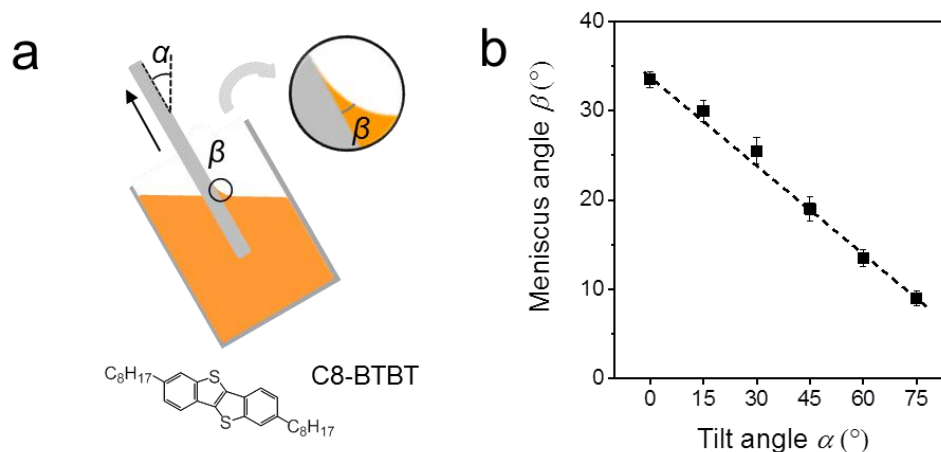 a
α
β
β
C8H17
S
S
C8H17
C8-BTBT
b
Meniscus angle β (°)
40
30
20
10
0
0 15 30 45 60 75
Tilt angle α (°)